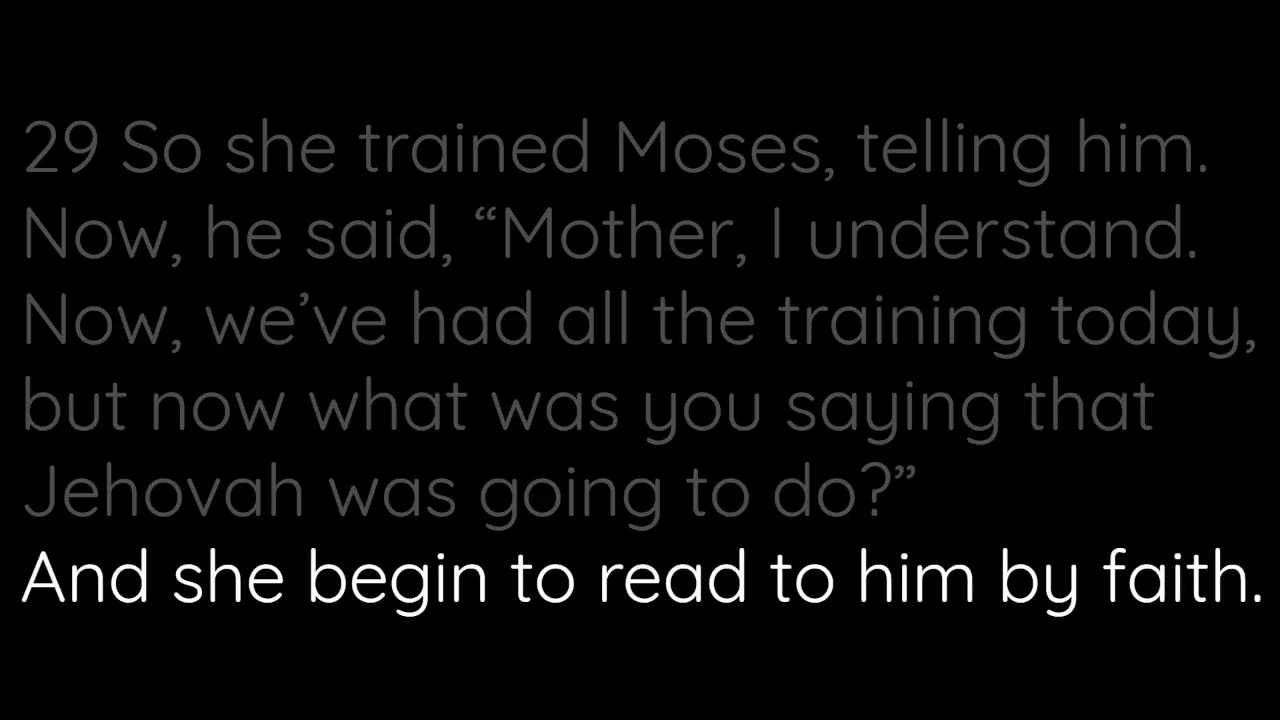 29 So she trained Moses, telling him.
Now, he said, “Mother, I understand.
Now, we’ve had all the training today,
but now what was you saying that
Jehovah was going to do?”
And she begin to read to him by faith.